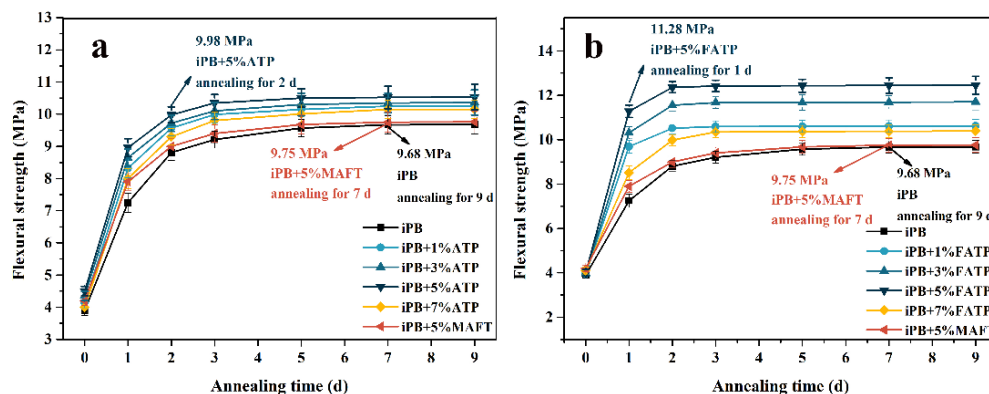 a
Flexural strength (MPa)
13
12
11
10
9
8
7
6
5
4
3
9.98 MPa
iPB+5%ATP
annealing for 2 d
9.75 MPa
iPB+5%MAFT
annealing for 7 d
9.68 MPa
iPB
annealing for 9 d
iPB
iPB+1%ATP
iPB+3%ATP
iPB+5%ATP
iPB+7%ATP
iPB+5%MAFT
0 1 2 3 4 5 6 7 8 9
Annealing time (d)
b
Flexural strength (MPa)
14
12
10
8
6
4
2
11.28 MPa
iPB+5%FATP
annealing for 1 d
9.75 MPa
iPB+5%MAFT
annealing for 7 d
9.68 MPa
iPB
annealing for 9 d
iPB
iPB+1%FATP
iPB+3%FATP
iPB+5%FATP
iPB+7%FATP
iPB+5%MAFT
0 1 2 3 4 5 6 7 8 9
Annealing time (d)